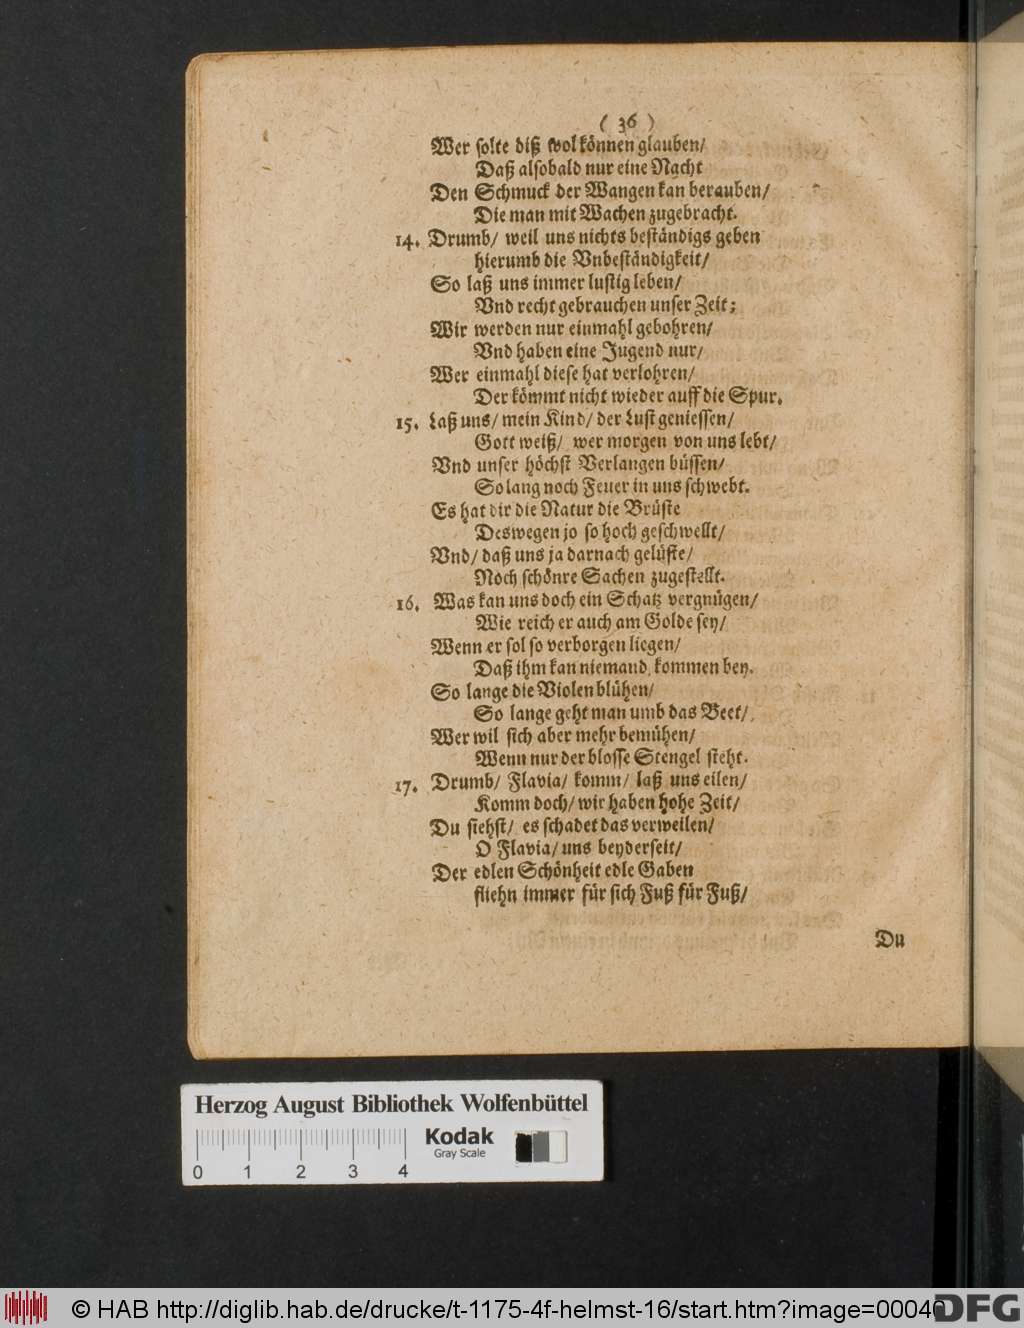 ( 36 )
Wer solte diß wol können glauben/
Daß alsobald nur eine Nacht
Den Schmuck der Wangen kan berauben/
Die man mit Wachen zugebracht.
14. Drumb/ weil uns nichts beständigs geben
hierumb die Vnbeständigkeit/
So laß uns immer lustig leben/
Vnd recht gebrauchen unser Zeit;
Wir werden nur einmahl gebohren/
Vnd haben eine Jugend nur/
Wer einmahl diese hat verlohren/
Der kömmt nicht wieder auff die Spur.
15. Laß uns/ mein Kind/ der Lust geniessen/
Gott weiß/ wer morgen von uns lebt/
Vnd unser höchst Verlangen büssen/
So lang noch Feuer in uns schwebt.
Es hat dir die Natur die Brüste
Deswegen jo so hoch geschwellt/
Vnd/ daß uns ja darnach gelüste/
Noch schönre Sachen zugestellt.
16. Was kan uns doch ein Schatz vergnügen/
Wie reich er auch am Golde sey/
Wenn er sol so verborgen liegen/
Daß ihm kan niemand kommen bey.
So lange die Violen blühen/
So lange geht man umb das Beet/
Wer wil sich aber mehr bemühen/
Wenn nur der blosse Stengel steht.
17. Drumb/ Flavia/ komm/ laß uns eilen/
Komm doch/ wir haben hohe Zeit/
Du siehst/ es schadet das verweilen/
O Flavia/ uns beyderseit/
Der edlen Schönheit edle Gaben
fliehn immer für sich Fuß für Fuß/
Du
Herzog August Bibliothek Wolfenbüttel
Kodak
Gray Scale
0 1 2 3 4
© HAB http://diglib.hab.de/drucke/t-1175-4f-helmst-16/start.htm?image=00040
DFG